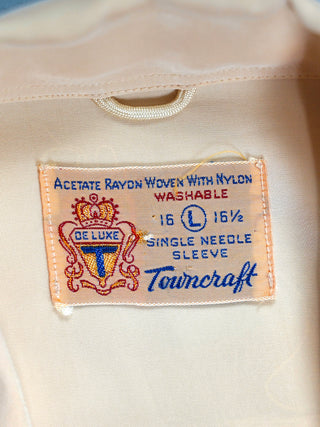 ACETATE RAYON WOVEN WITH NYLON
WASHABLE
16 L 16½
DE LUXE
T
SINGLE NEEDLE
SLEEVE
Towncraft